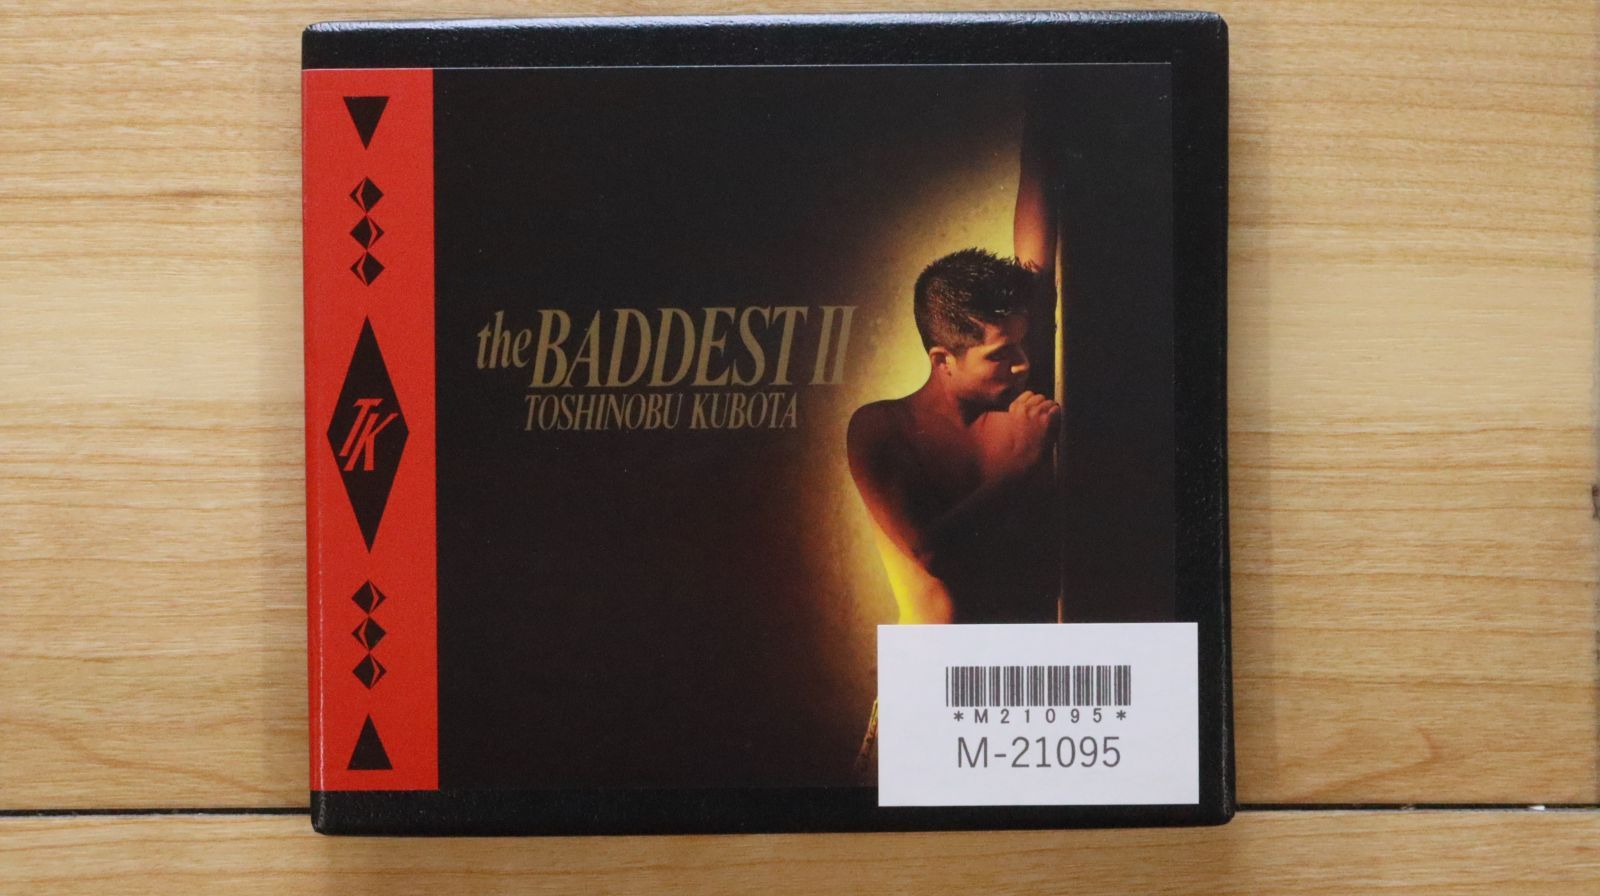 TK
the BADDEST II
TOSHINOBU KUBOTA
*M21095*
M-21095